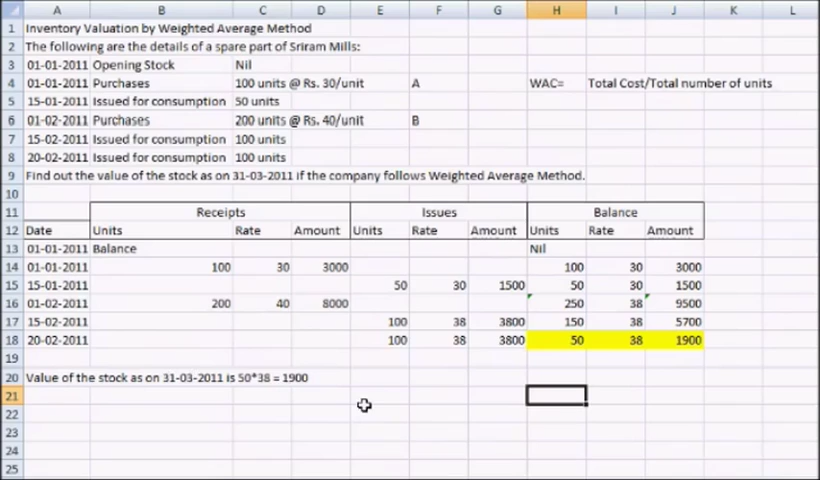 A B C D E F G H I J K L
1 Inventory Valuation by Weighted Average Method
2 The following are the details of a spare part of Sriram Mills:
3 01-01-2011 Opening Stock Nil
4 01-01-2011 Purchases 100 units @ Rs. 30/unit A WAC= Total Cost/Total number of units
5 15-01-2011 Issued for consumption 50 units
6 01-02-2011 Purchases 200 units @ Rs. 40/unit B
7 15-02-2011 Issued for consumption 100 units
8 20-02-2011 Issued for consumption 100 units
9 Find out the value of the stock as on 31-03-2011 if the company follows Weighted Average Method.
10
11 Receipts Issues Balance
12 Date Units Rate Amount Units Rate Amount Units Rate Amount
13 01-01-2011 Balance Nil
14 01-01-2011 100 30 3000 100 30 3000
15 15-01-2011 50 30 1500 50 30 1500
16 01-02-2011 200 40 8000 250 38 9500
17 15-02-2011 100 38 3800 150 38 5700
18 20-02-2011 100 38 3800 50 38 1900
19
20 Value of the stock as on 31-03-2011 is 50*38 = 1900
21
22
23
24
25